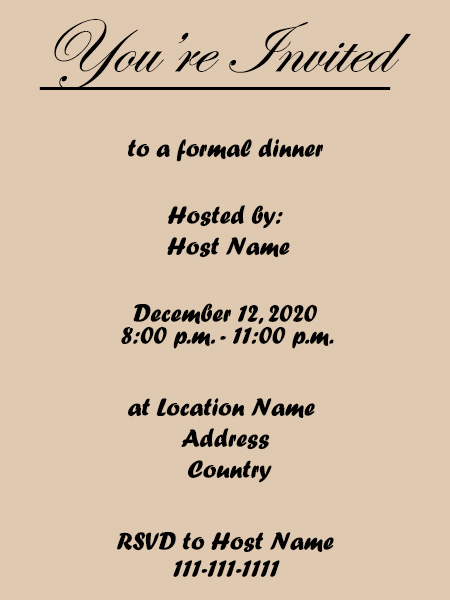 You're Invited
to a formal dinner
Hosted by:
Host Name
December 12, 2020
8:00 p.m. - 11:00 p.m.
at Location Name
Address
Country
RSVD to Host Name
111-111-1111